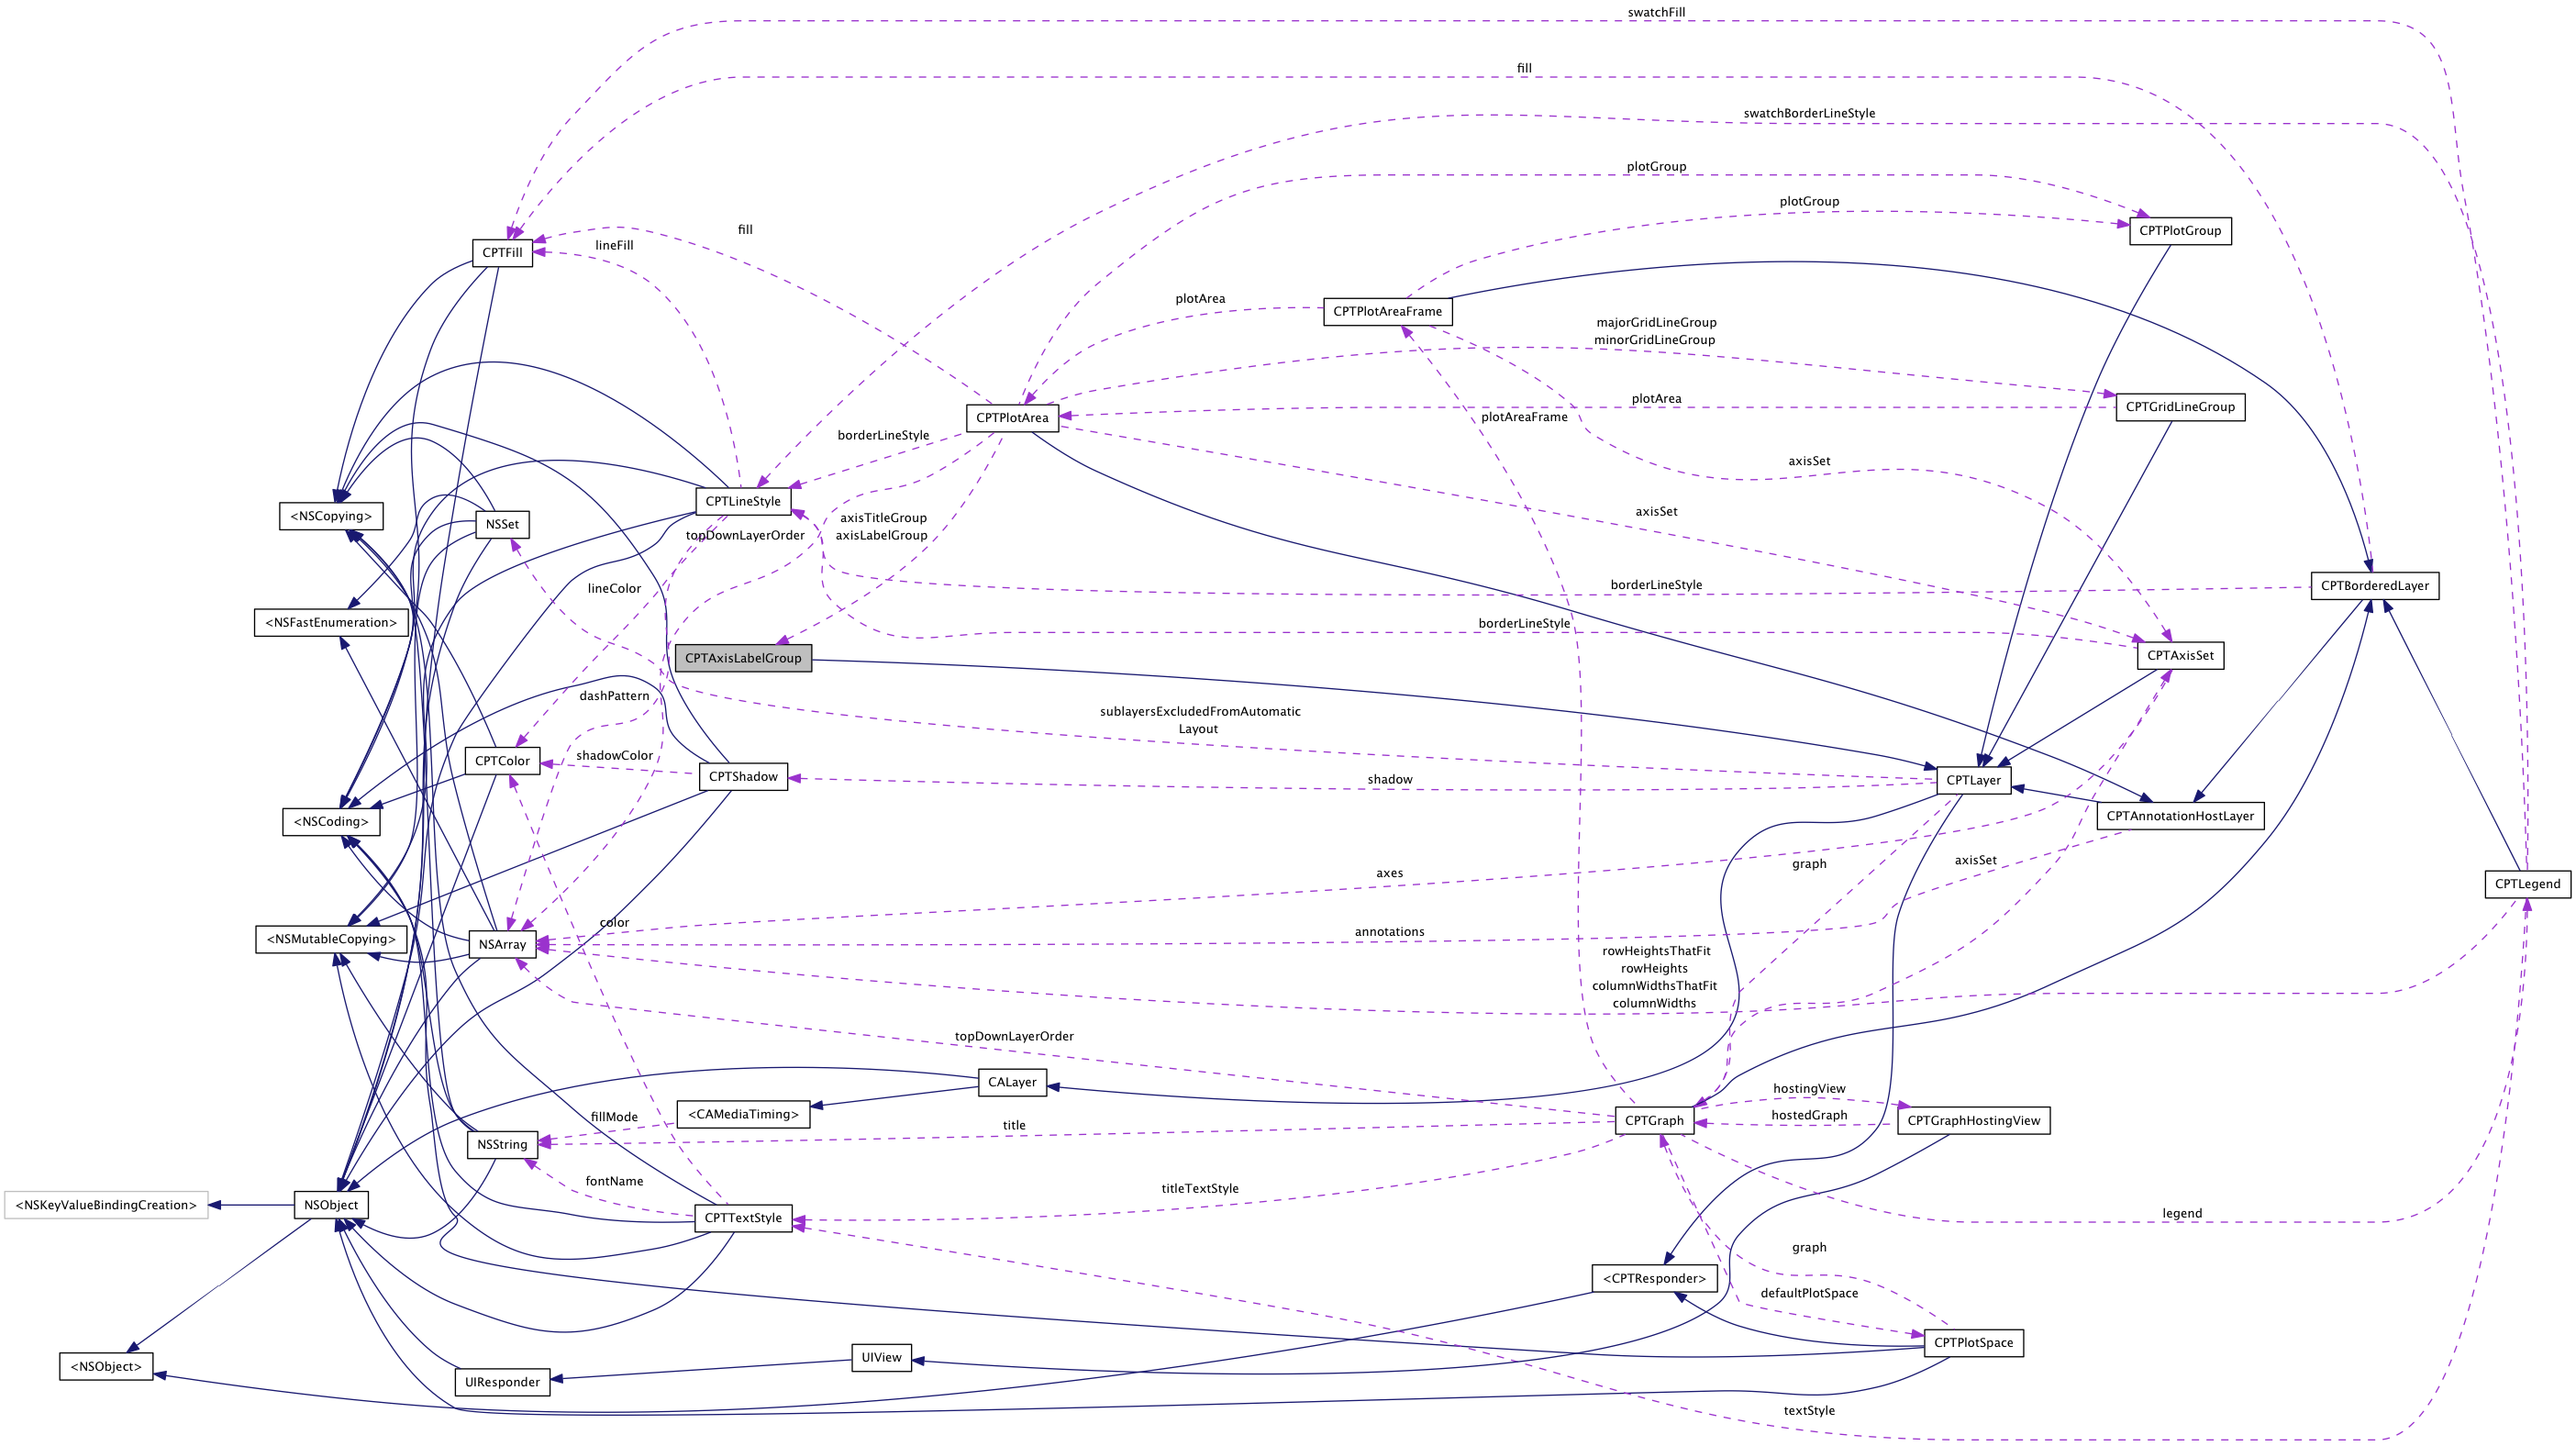 swatchFill
fill
swatchBorderLineStyle
plotGroup
plotGroup
CPTPlotGroup
fill
lineFill
CPTFill
plotArea
CPTPlotAreaFrame
majorGridLineGroup
minorGridLineGroup
plotArea
CPTGridLineGroup
CPTPlotArea
plotAreaFrame
borderLineStyle
axisSet
CPTLineStyle
<NSCopying>
NSSet
axisTitleGroup
axisLabelGroup
topDownLayerOrder
axisSet
lineColor
borderLineStyle
CPTBorderedLayer
<NSFastEnumeration>
borderLineStyle
CPTAxisLabelGroup
CPTAxisSet
dashPattern
sublayersExcludedFromAutomatic
Layout
shadowColor
CPTColor
CPTShadow
shadow
CPTLayer
<NSCoding>
CPTAnnotationHostLayer
graph
axisSet
axes
CPTLegend
color
annotations
<NSMutableCopying>
NSArray
rowHeightsThatFit
rowHeights
columnWidthsThatFit
columnWidths
topDownLayerOrder
CALayer
hostingView
<CAMediaTiming>
fillMode
title
CPTGraph
hostedGraph
CPTGraphHostingView
NSString
fontName
titleTextStyle
<NSKeyValueBindingCreation>
NSObject
CPTTextStyle
legend
graph
<CPTResponder>
defaultPlotSpace
CPTPlotSpace
UIView
<NSObject>
UIResponder
textStyle